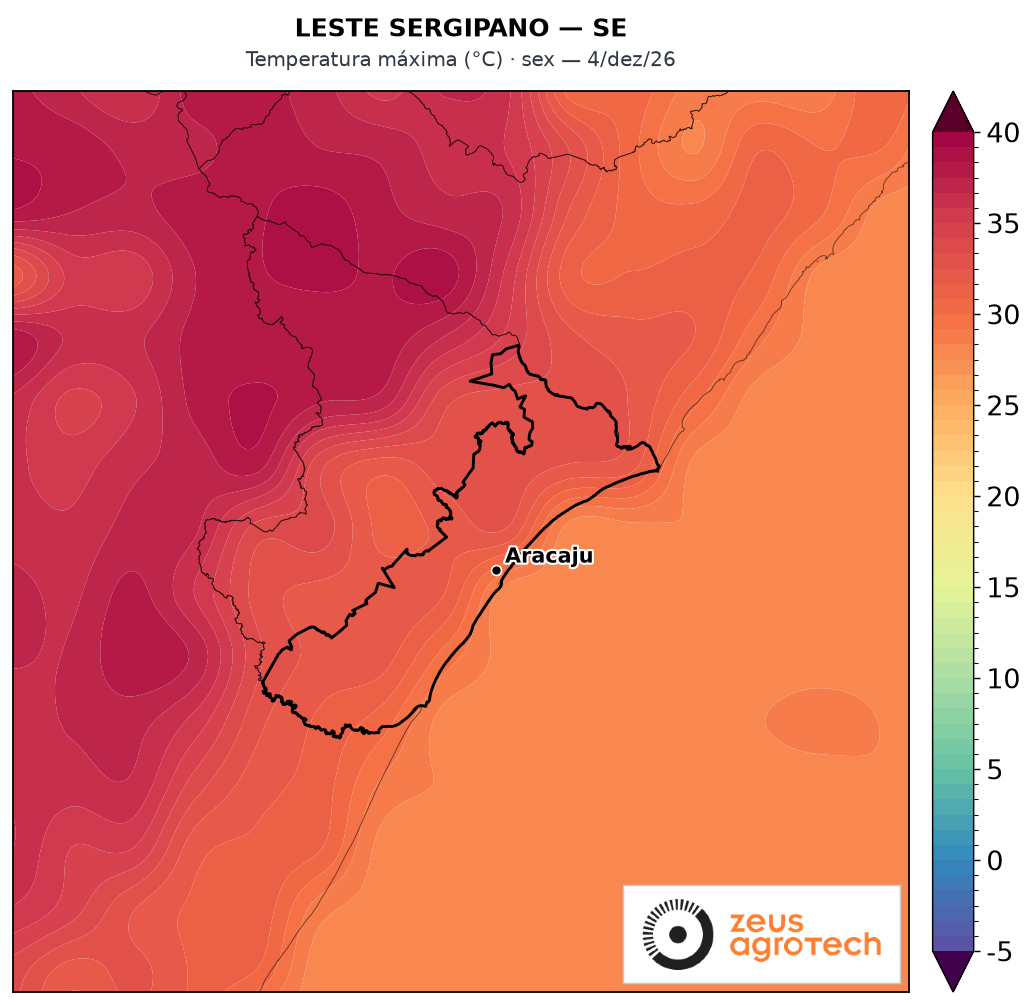 LESTE SERGIPANO — SE
Temperatura máxima (°C) · sex — 4/dez/26
40
35
30
25
20
15
10
5
0
-5
Aracaju
zeus
agrotech